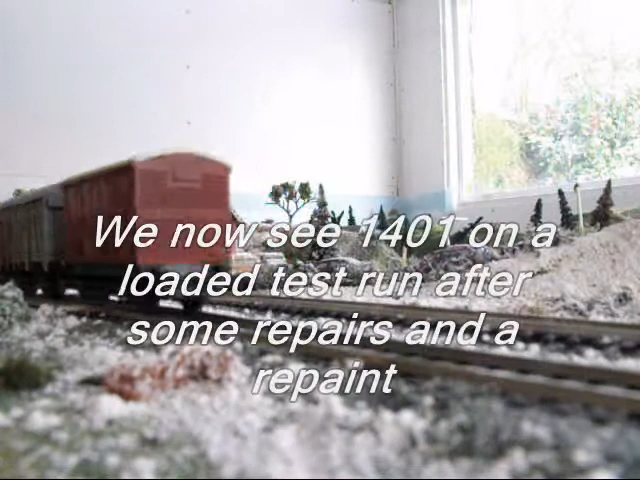 We now see 1401 on a
loaded test run after
some repairs and a
repaint